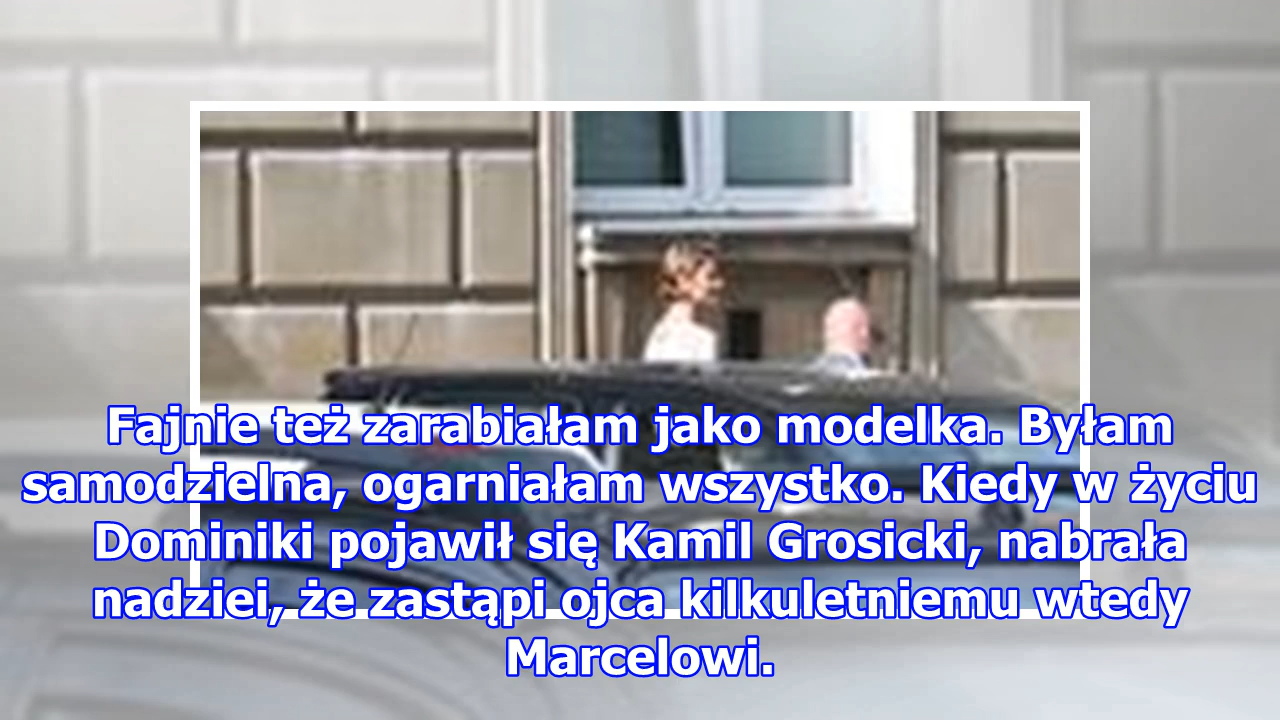 Fajnie też zarabiałam jako modelka. Byłam
samodzielna, ogarniałam wszystko. Kiedy w życiu
Dominiki pojawił się Kamil Grosicki, nabrała
nadziei, że zastąpi ojca kilkuletniemu wtedy
Marcelowi.